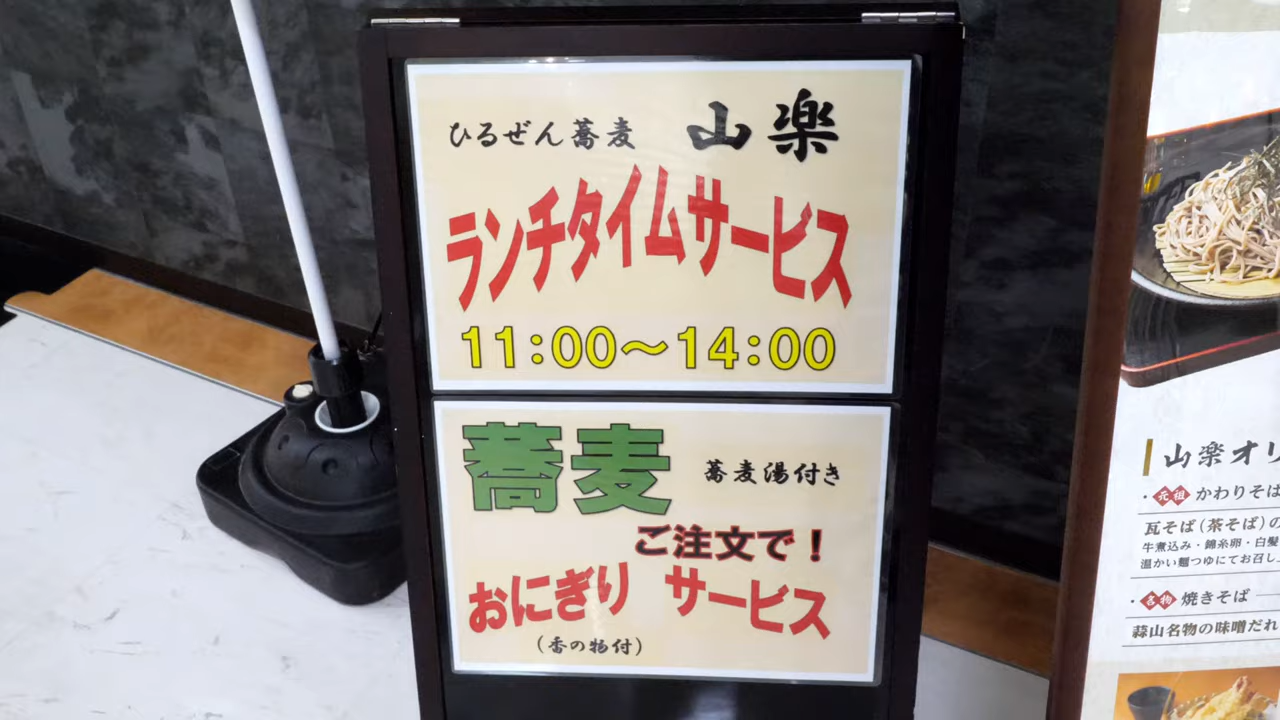 ひるぜん蕎麦 山楽
ランチタイムサービス
11:00～14:00
蕎麦 蕎麦湯付き
ご注文で！
おにぎり サービス
（香の物付）
山楽オリ
・元祖 かわりそば
瓦そば（茶そば）の
牛煮込み・錦糸卵・白髪
温かい麺つゆにてお召し
・名物 焼きそば
蒜山名物の味噌だれ